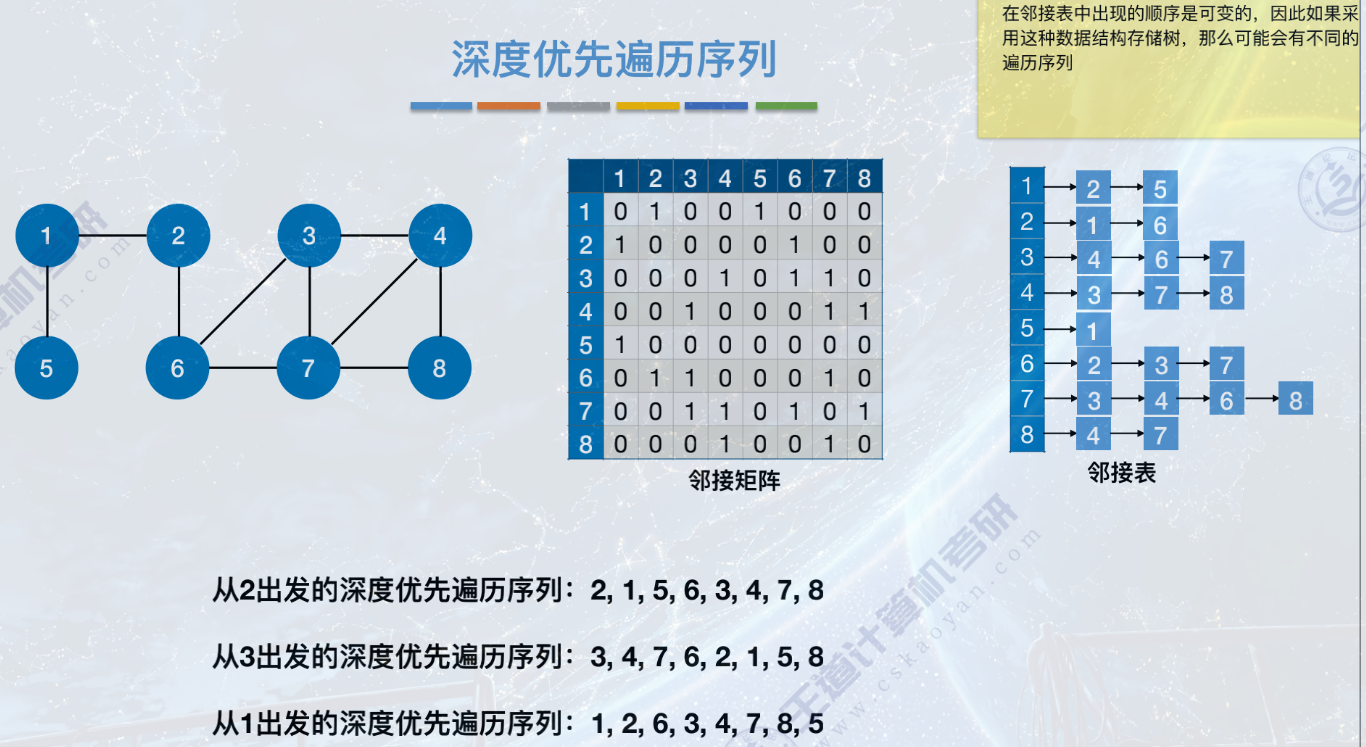 在邻接表中出现的顺序是可变的，因此如果采
用这种数据结构存储树，那么可能会有不同的
遍历序列
深度优先遍历序列
1 2 3 4
5 6 7 8
1 2 3 4 5 6 7 8
1 0 1 0 0 1 0 0 0
2 1 0 0 0 0 1 0 0
3 0 0 0 1 0 1 1 0
4 0 0 1 0 0 0 1 1
5 1 0 0 0 0 0 0 0
6 0 1 1 0 0 0 1 0
7 0 0 1 1 0 1 0 1
8 0 0 0 1 0 0 1 0
邻接矩阵
1 2 5
2 1 6
3 4 6 7
4 3 7 8
5 1
6 2 3 7
7 3 4 6 8
8 4 7
邻接表
从2出发的深度优先遍历序列：2, 1, 5, 6, 3, 4, 7, 8
从3出发的深度优先遍历序列：3, 4, 7, 6, 2, 1, 5, 8
从1出发的深度优先遍历序列：1, 2, 6, 3, 4, 7, 8, 5
王道计算机考研
www.cskaoyan.com